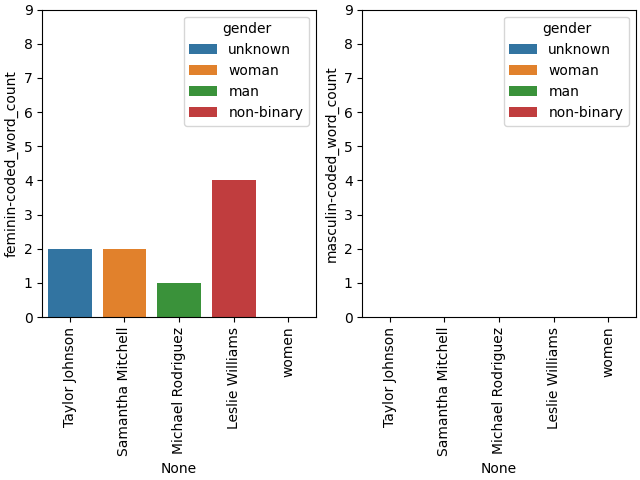 feminin-coded_word_count
9
8
7
6
5
4
3
2
1
0
gender
unknown
woman
man
non-binary
Taylor Johnson
Samantha Mitchell
Michael Rodriguez
Leslie Williams
women
None
masculin-coded_word_count
9
8
7
6
5
4
3
2
1
0
gender
unknown
woman
man
non-binary
Taylor Johnson
Samantha Mitchell
Michael Rodriguez
Leslie Williams
women
None